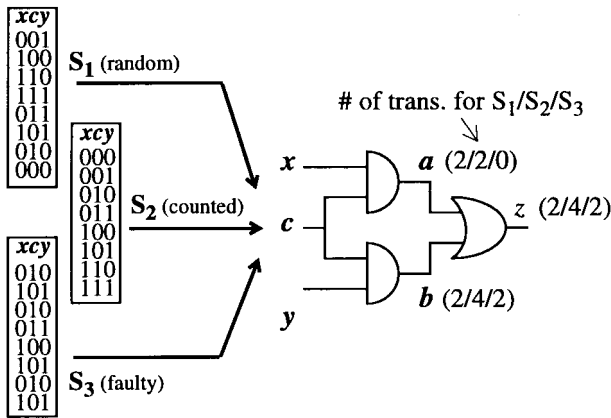 xcy
001
100
110
111
011
101
010
000
S₁ (random)
xcy
000
001
010
011
100
101
110
111
S₂ (counted)
xcy
010
101
010
011
100
101
010
101
S₃ (faulty)
# of trans. for S₁/S₂/S₃
x
a (2/2/0)
c
z (2/4/2)
y
b (2/4/2)